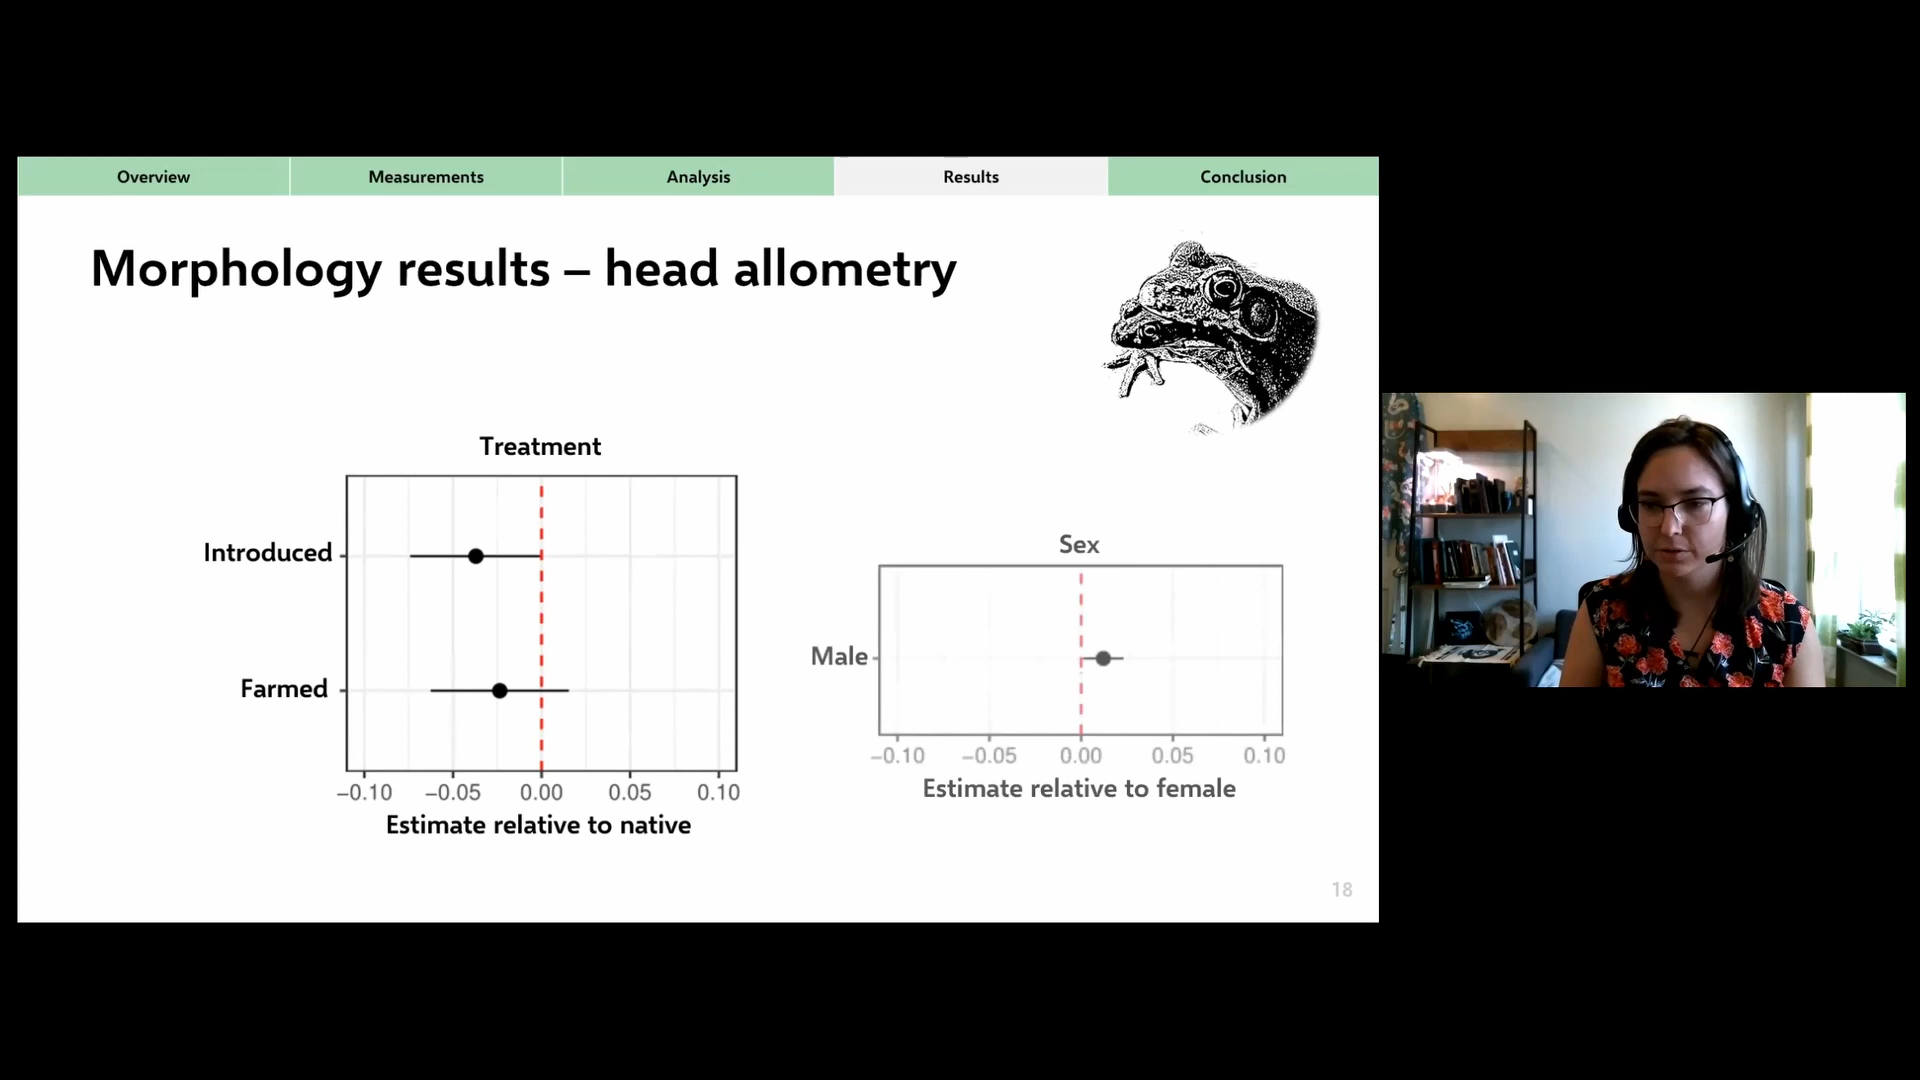 Overview
Measurements
Analysis
Results
Conclusion
Morphology results – head allometry
Treatment
Introduced
Farmed
−0.10 −0.05 0.00 0.05 0.10
Estimate relative to native
Sex
Male
−0.10 −0.05 0.00 0.05 0.10
Estimate relative to female
18